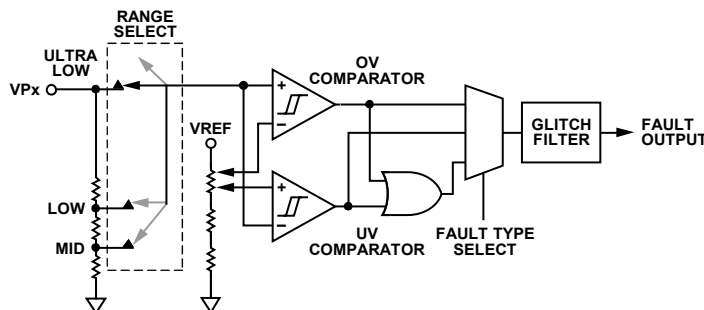 RANGE
SELECT
ULTRA
LOW
VPx
OV
COMPARATOR
+
−
VREF
GLITCH
FILTER
FAULT
OUTPUT
LOW
+
−
MID
UV
COMPARATOR
FAULT TYPE
SELECT